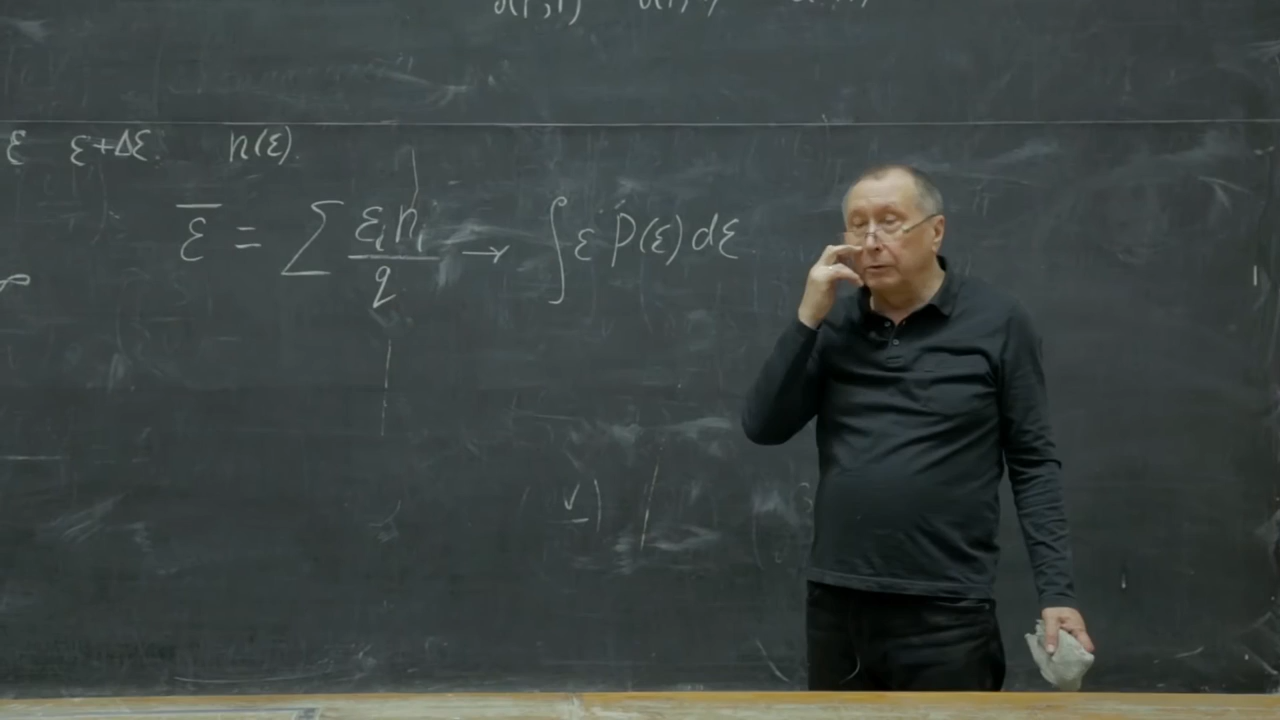 ε ε+Δε. n(ε).
ε̅ = ∑ εᵢnᵢ/q → ∫ε P(ε)dε
∞